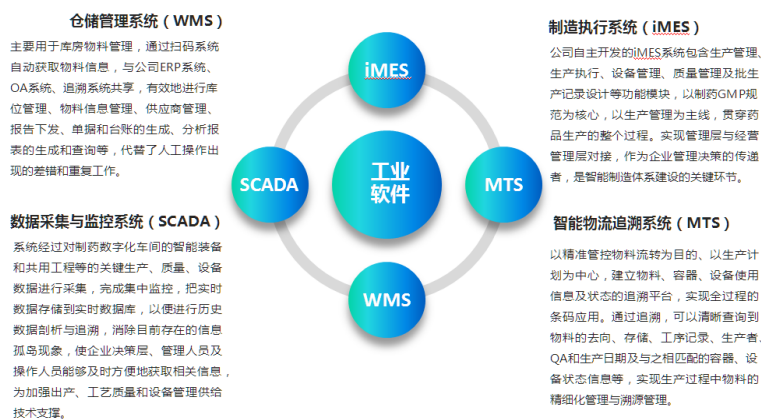 仓储管理系统（WMS）
主要用于库房物料管理，通过扫码系统
自动获取物料信息，与公司ERP系统、
OA系统、追溯系统共享，有效地进行库
位管理、物料信息管理、供应商管理、
报告下发、单据和台账的生成、分析报
表的生成和查询等，代替了人工操作出
现的差错和重复工作。
数据采集与监控系统（SCADA）
系统经过对制药数字化车间的智能装备
和共用工程等的关键生产、质量、设备
数据进行采集，完成集中监控，把实时
数据存储到实时数据库，以便进行历史
数据剖析与追溯，消除目前存在的信息
孤岛现象，使企业决策层、管理人员及
操作人员能够及时方便地获取相关信息，
为加强出产、工艺质量和设备管理供给
技术支撑。
iMES
SCADA
工业
软件
MTS
WMS
制造执行系统（iMES）
公司自主开发的iMES系统包含生产管理、
生产执行、设备管理、质量管理及批生
产记录设计等功能模块，以制药GMP规
范为核心，以生产管理为主线，贯穿药
品生产的整个过程。实现管理层与经营
管理层对接，作为企业管理决策的传递
者，是智能制造体系建设的关键环节。
智能物流追溯系统（MTS）
以精准管控物料流转为目的、以生产计
划为中心，建立物料、容器、设备使用
信息及状态的追溯平台，实现全过程的
条码应用。通过追溯，可以清晰查询到
物料的去向、存储、工序记录、生产者、
QA和生产日期及与之相匹配的容器、设
备状态信息等，实现生产过程中物料的
精细化管理与溯源管理。